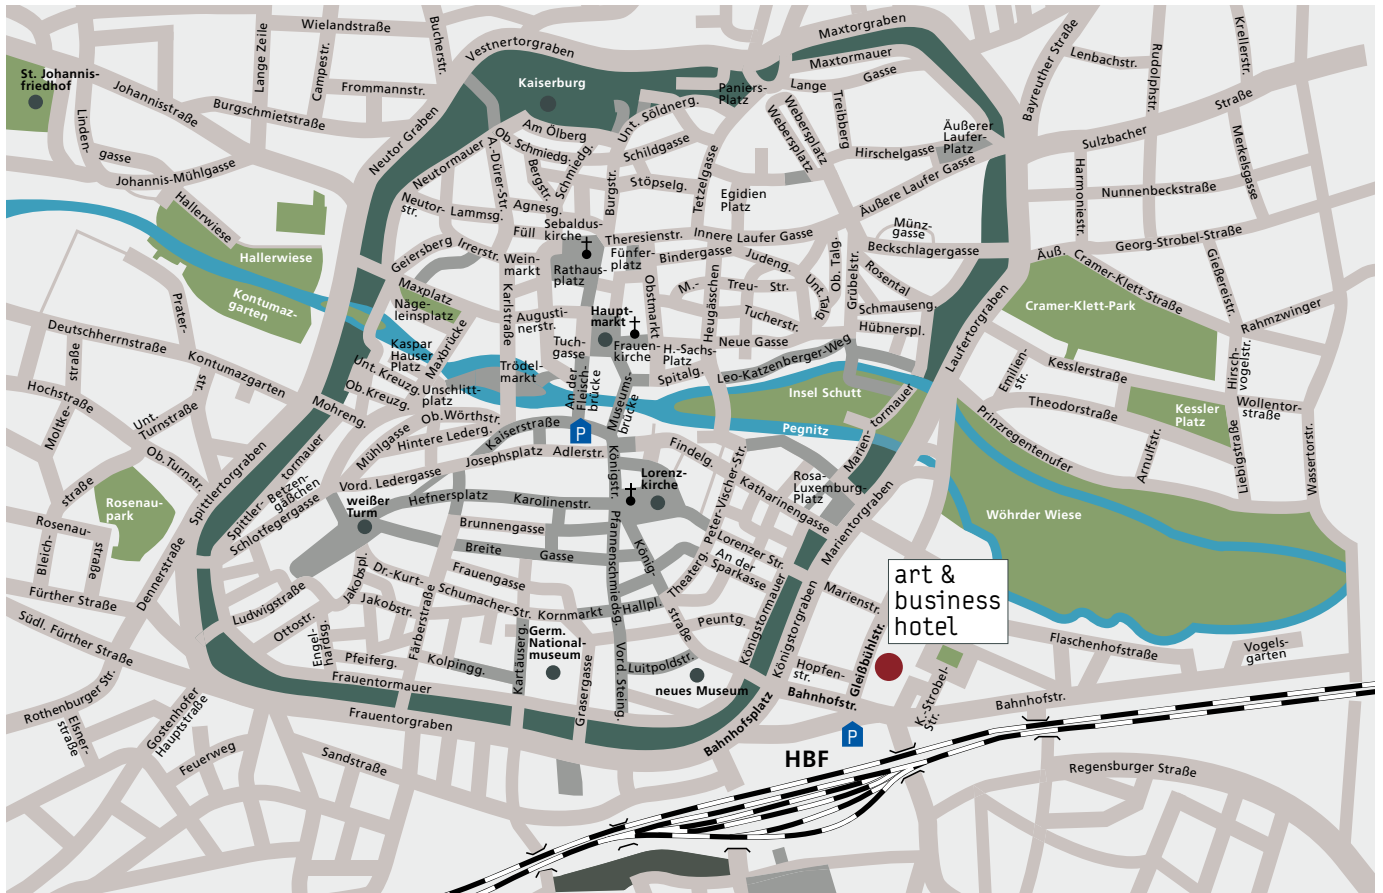 Wielandstraße
Bucherstr.
Lange Zeile
Campestr.
Vestnertorgraben
Maxtorgraben
Maxtormauer
Bayreuther Straße
Lenbachstr.
Rudolphstr.
Krellerstr.
St. Johannis-
friedhof
Johannisstraße
Frommannstr.
Burgschmietstraße
Kaiserburg
Paniers-
Platz
Lange
Gasse
Straße
Sulzbacher
Linden-
gasse
Neutor Graben
Neutormauer
Am Ölberg
Ob. Schmiedg.
Unt. Söldnerg.
Schildgasse
Webersplatz
Webersplatz
Treibberg
Hirschelgasse
Äußerer
Laufer-
Platz
Merkelsgasse
Johannis-Mühlgasse
A.-Dürer-Str.
Bergstr.
Schmiedg.
Stöpselg.
Burgstr.
Tetzelgasse
Egidien
Platz
Äußere Laufer Gasse
Harmoniestr.
Nunnenbeckstraße
Hallerwiese
Hallerwiese
Neutor-
str.
Lammsg.
Agnesg.
Füll
Sebaldus-
kirche
Theresienstr.
Innere Laufer Gasse
Münz-
gasse
Beckschlagergasse
Georg-Strobel-Straße
Geiersberg
Irrerstr.
Wein-
markt
Rathaus-
platz
Fünfer-
platz
Bindergasse
Judeng.
Unt. Talg.
Ob. Talg.
Grübelstr.
Rosental
Äuß. Cramer-Klett-Straße
Gießereistr.
Kontumaz-
garten
Prater-
str.
Maxplatz
Näge-
leinsplatz
Karlstraße
Augusti-
nerstr.
Haupt-
markt
Obstmarkt
M.-
Treu-
Str.
Heugässchen
Tucherstr.
Schmauseng.
Hübnerspl.
Laufertorgraben
Cramer-Klett-Park
Rahmzwinger
Deutschherrnstraße
Kontumazgarten
Kaspar
Hauser
Platz
Maxbrücke
Tuch-
gasse
Frauen-
kirche
H.-Sachs-
Platz
Neue Gasse
Hirsch-
vogelstr.
Moltke-
straße
Hochstraße
Unt.
Turnstraße
Mohreng.
Unt.Kreuzg.
Ob.Kreuzg.
Unschlitt-
platz
Trödel-
markt
An der
Fleisch-
brücke
Museums-
brücke
Spitalg.
Leo-Katzenberger-Weg
Insel Schutt
Emilien-
str.
Kesslerstraße
Theodorstraße
Kessler
Platz
Wollentor-
straße
Ob.Wörthstr.
Hintere Lederg.
Mühlgasse
Kaiserstraße
P
Pegnitz
Marien-
tormauer
Prinzregentenufer
Arnulfstr.
Liebigstraße
Wassertorstr.
straße
Ob.Turnstr.
Josephsplatz
Adlerstr.
Findelg.
Peter-Vischer-Str.
Vord. Ledergasse
Königstr.
Lorenz-
kirche
Katharinengasse
Rosa-
Luxemburg-
Platz
Rosenau-
park
Spittlertorgraben
Spittler-
tormauer
Betzen-
gäßchen
Schlotfegergasse
weißer
Turm
Hefnersplatz
Karolinenstr.
Wöhrder Wiese
Rosenau-
straße
Bleich-
Brunnengasse
Breite
Gasse
Pfannenschmiedsg.
König-
straße
Lorenzer Str.
An der
Sparkasse
Theaterg.
Marientorgraben
Dennerstraße
Fürther Straße
Jakobspl.
Dr.-Kurt-
Schumacher-Str.
Frauengasse
Jakobstr.
Färberstraße
Kornmarkt
Hallpl.
Peuntg.
Königstormauer
Königstorgraben
Marienstr.
art &
business
hotel
Südl. Fürther Straße
Ludwigstraße
Ottostr.
Engel-
hardsg.
Pfeiferg.
Kolpingg.
Kartäuserg.
Germ.
National-
museum
Luitpoldstr.
neues Museum
Hopfen-
str.
Gleißbühlstr.
Flaschenhofstraße
Vogels-
garten
Rothenburger Str.
Gostenhofer
Hauptstraße
Elsner-
straße
Frauentormauer
Frauentorgraben
Grasergasse
Vord. Steing.
Bahnhofsplatz
Bahnhofstr.
K.-Strobel-
str.
Bahnhofstr.
P
Feuerweg
Sandstraße
HBF
Regensburger Straße